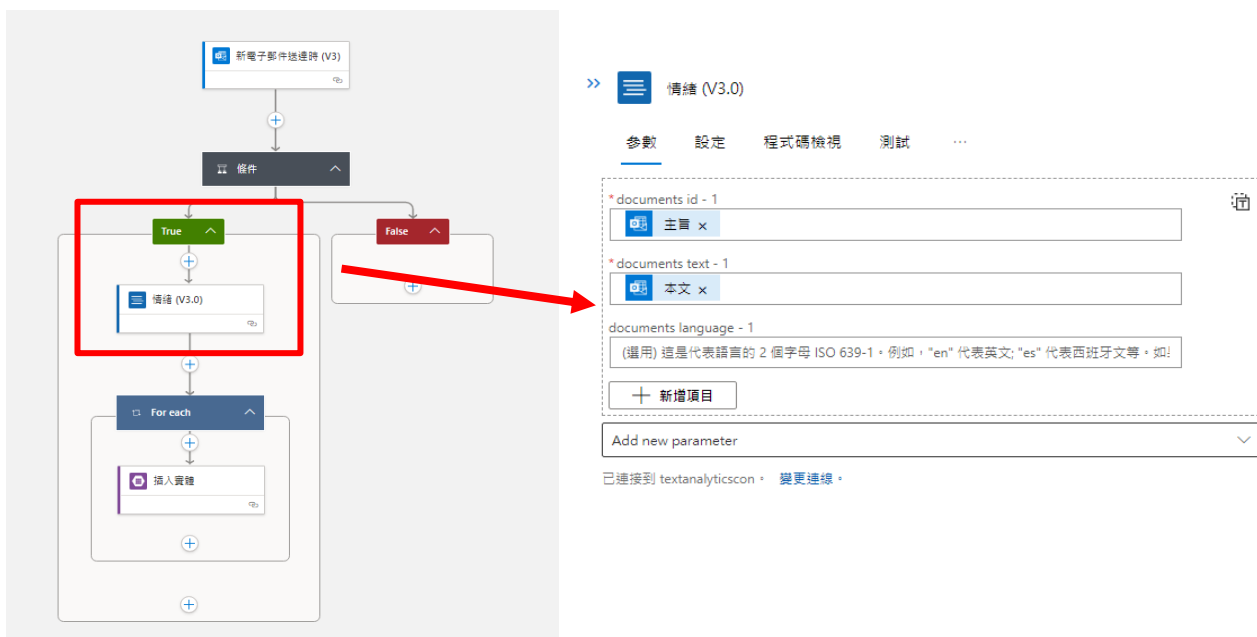 新電子郵件送達時 (V3)
條件
True
False
情緒 (V3.0)
For each
插入實體
情緒 (V3.0)
參數 設定 程式碼檢視 測試 ...
* documents id - 1
主旨 ×
* documents text - 1
本文 ×
documents language - 1
(選用) 這是代表語言的 2 個字母 ISO 639-1。例如，"en" 代表英文; "es" 代表西班牙文等。如
新增項目
Add new parameter
已連接到 textanalyticscon。 變更連線。